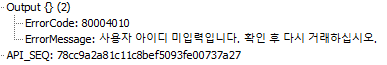 Output {} (2)
ErrorCode: 80004010
ErrorMessage: 사용자 아이디 미입력입니다. 확인 후 다시 거래하십시오.
API_SEQ: 78cc9a2a81c11c8bef5093fe00737a27